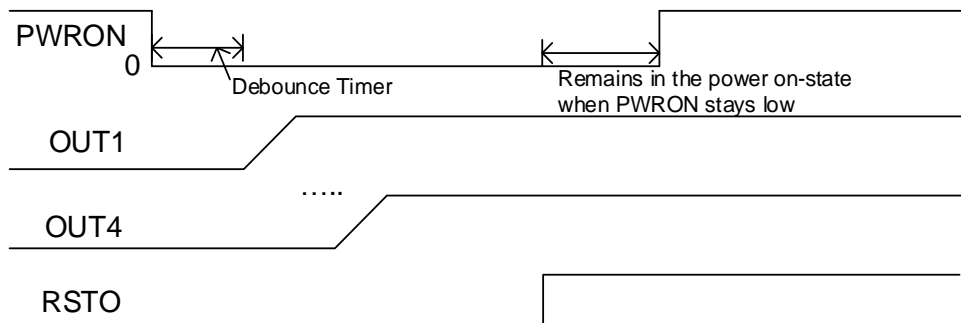 PWRON
0
Debounce Timer
Remains in the power on-state
when PWRON stays low
OUT1
.....
OUT4
RSTO